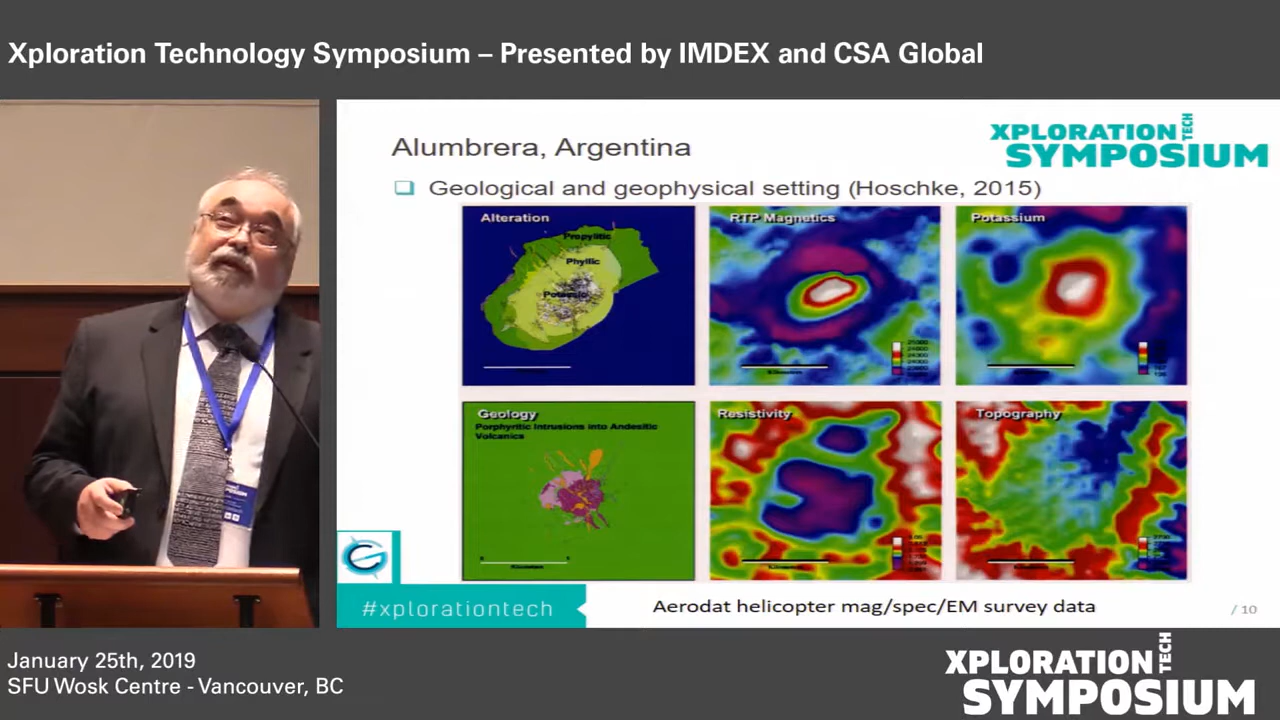 Xploration Technology Symposium – Presented by IMDEX and CSA Global
XPLORATION TECH
SYMPOSIUM
Alumbrera, Argentina
Geological and geophysical setting (Hoschke, 2015)
Alteration
Propylitic
Phyllic
Potassic
RTP Magnetics
Potassium
Geology
Porphyritic Intrusions into Andesitic
Volcanics
Resistivity
Topography
#xplorationtech
Aerodat helicopter mag/spec/EM survey data
/ 10
SYMPOSIUM
January 25th, 2019
SFU Wosk Centre - Vancouver, BC
XPLORATION TECH
SYMPOSIUM